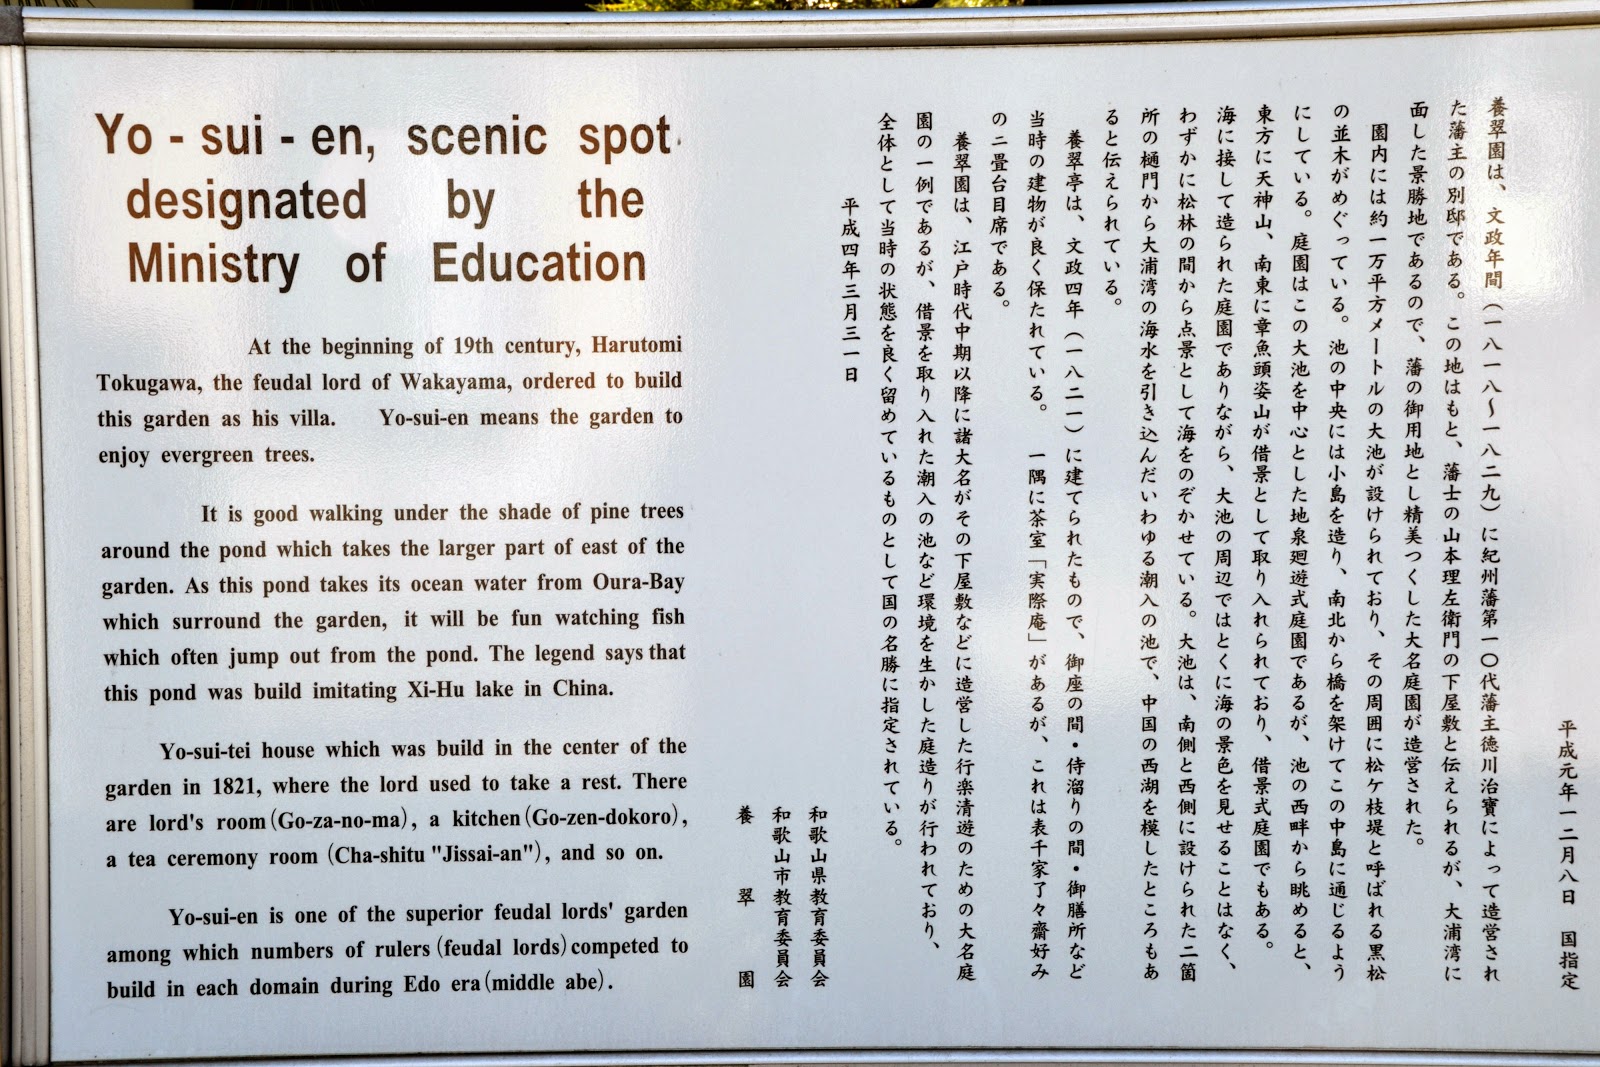 Yo - sui - en, scenic spot
designated by the
Ministry of Education
At the beginning of 19th century, Harutomi
Tokugawa, the feudal lord of Wakayama, ordered to build
this garden as his villa. Yo-sui-en means the garden to
enjoy evergreen trees.
It is good walking under the shade of pine trees
around the pond which takes the larger part of east of the
garden. As this pond takes its ocean water from Oura-Bay
which surround the garden, it will be fun watching fish
which often jump out from the pond. The legend says that
this pond was build imitating Xi-Hu lake in China.
Yo-sui-tei house which was build in the center of the
garden in 1821, where the lord used to take a rest. There
are lord's room (Go-za-no-ma), a kitchen (Go-zen-dokoro),
a tea ceremony room (Cha-shitu "Jissai-an"), and so on.
Yo-sui-en is one of the superior feudal lords' garden
among which numbers of rulers (feudal lords) competed to
build in each domain during Edo era (middle abe).
平成元年一二月八日 国指定
養翠園は、文政年間(一八一八〜一八二九)に紀州藩第一〇代藩主徳川治寶によって造営され
た藩主の別邸である。この地はもと、藩士の山本理左衛門の下屋敷と伝えられるが、大浦湾に
面した景勝地であるので、藩の御用地とし精美つくした大名庭園が造営された。
園内には約一万平方メートルの大池が設けられており、その周囲に松ケ枝堤と呼ばれる黒松
の並木がめぐっている。池の中央には小島を造り、南北から橋を架けてこの中島に通じるよう
にしている。庭園はこの大池を中心とした地泉廻遊式庭園であるが、池の西畔から眺めると、
東方に天神山、南東に章魚頭姿山が借景として取り入れられており、借景式庭園でもある。
海に接して造られた庭園でありながら、大池の周辺ではとくに海の景色を見せることはなく、
わずかに松林の間から点景として海をのぞかせている。大池は、南側と西側に設けられた二箇
所の樋門から大浦湾の海水を引き込んだいわゆる潮入の池で、中国の西湖を模したところもあ
ると伝えられている。
養翠亭は、文政四年(一八二一)に建てられたもので、御座の間・侍溜りの間・御膳所など
当時の建物が良く保たれている。一隅に茶室「実際庵」があるが、これは表千家了々齋好み
の二畳台目席である。
養翠園は、江戸時代中期以降に諸大名がその下屋敷などに造営した行楽清遊のための大名庭
園の一例であるが、借景を取り入れた潮入の池など環境を生かした庭造りが行われており、
全体として当時の状態を良く留めているものとして国の名勝に指定されている。
平成四年三月三一日
和歌山県教育委員会
和歌山市教育委員会
養翠園